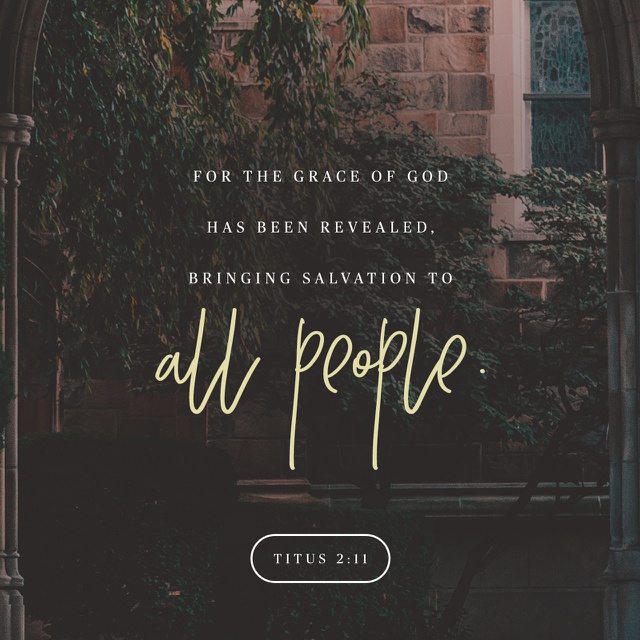 FOR THE GRACE OF GOD
HAS BEEN REVEALED,
BRINGING SALVATION TO
all people.
TITUS 2:11